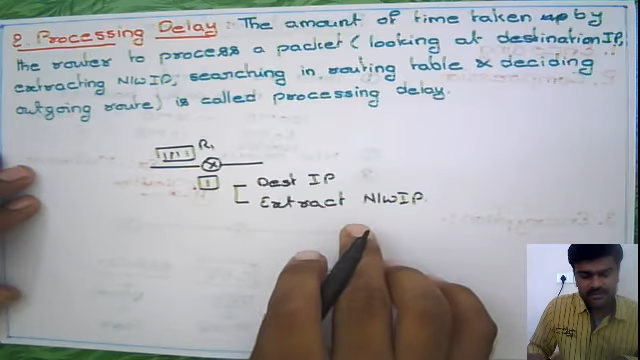 2. Processing Delay: The amount of time taken up by
the router to process a packet (looking at destination IP,
extracting N/W IP, searching in routing table & deciding
outgoing route) is called processing delay.
R1
Dest IP
Extract N/W IP.